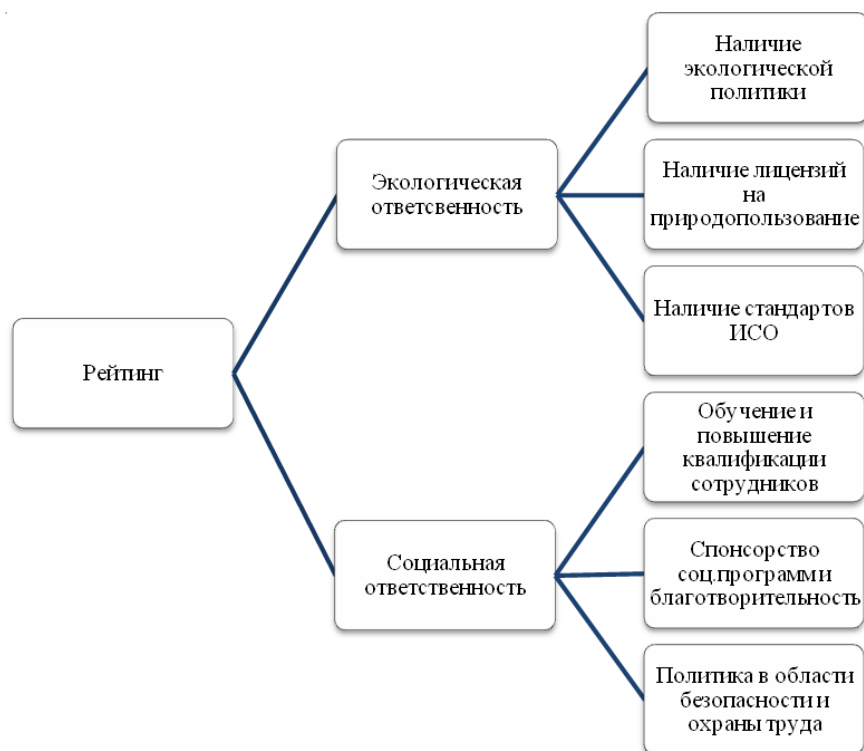 Рейтинг
Экологическая
ответсвенность
Наличие
экологической
политики
Наличие лицензий
на
природопользование
Наличие стандартов
ИСО
Социальная
ответственность
Обучение и
повышение
квалификации
сотрудников
Спонсорство
соц.программ и
благотворительность
Политика в области
безопасности и
охраны труда